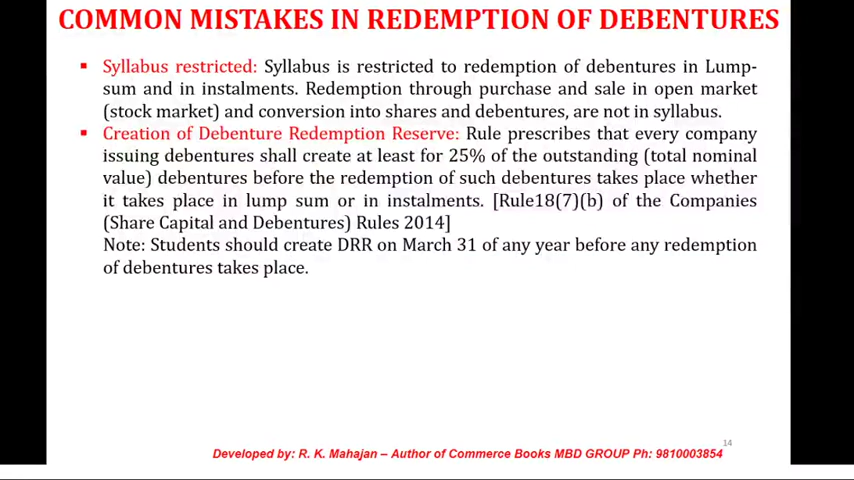 COMMON MISTAKES IN REDEMPTION OF DEBENTURES
▪ Syllabus restricted: Syllabus is restricted to redemption of debentures in Lump-
sum and in instalments. Redemption through purchase and sale in open market
(stock market) and conversion into shares and debentures, are not in syllabus.
▪ Creation of Debenture Redemption Reserve: Rule prescribes that every company
issuing debentures shall create at least for 25% of the outstanding (total nominal
value) debentures before the redemption of such debentures takes place whether
it takes place in lump sum or in instalments. [Rule18(7)(b) of the Companies
(Share Capital and Debentures) Rules 2014]
Note: Students should create DRR on March 31 of any year before any redemption
of debentures takes place.
14
Developed by: R. K. Mahajan – Author of Commerce Books MBD GROUP Ph: 9810003854